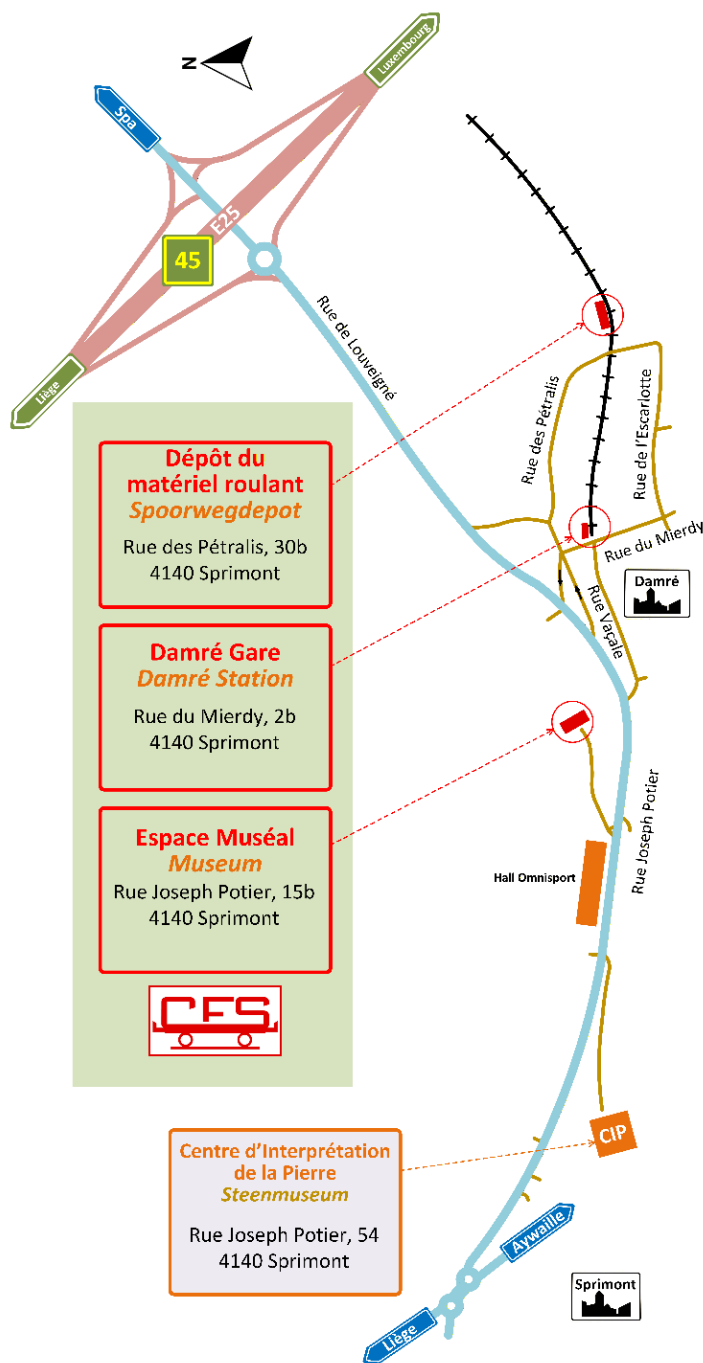 N
Luxembourg
Spa
E25
45
Liège
Rue de Louveigné
Rue des Pétralis
Rue de l'Escarlotte
Rue du Mierdy
Damré
Rue Vaçale
Dépôt du
matériel roulant
Spoorwegdepot
Rue des Pétralis, 30b
4140 Sprimont
Damré Gare
Damré Station
Rue du Mierdy, 2b
4140 Sprimont
Espace Muséal
Museum
Rue Joseph Potier, 15b
4140 Sprimont
CFS
Rue Joseph Potier
Hall Omnisport
CIP
Centre d'Interprétation
de la Pierre
Steenmuseum
Rue Joseph Potier, 54
4140 Sprimont
Aywaille
Sprimont
Liège